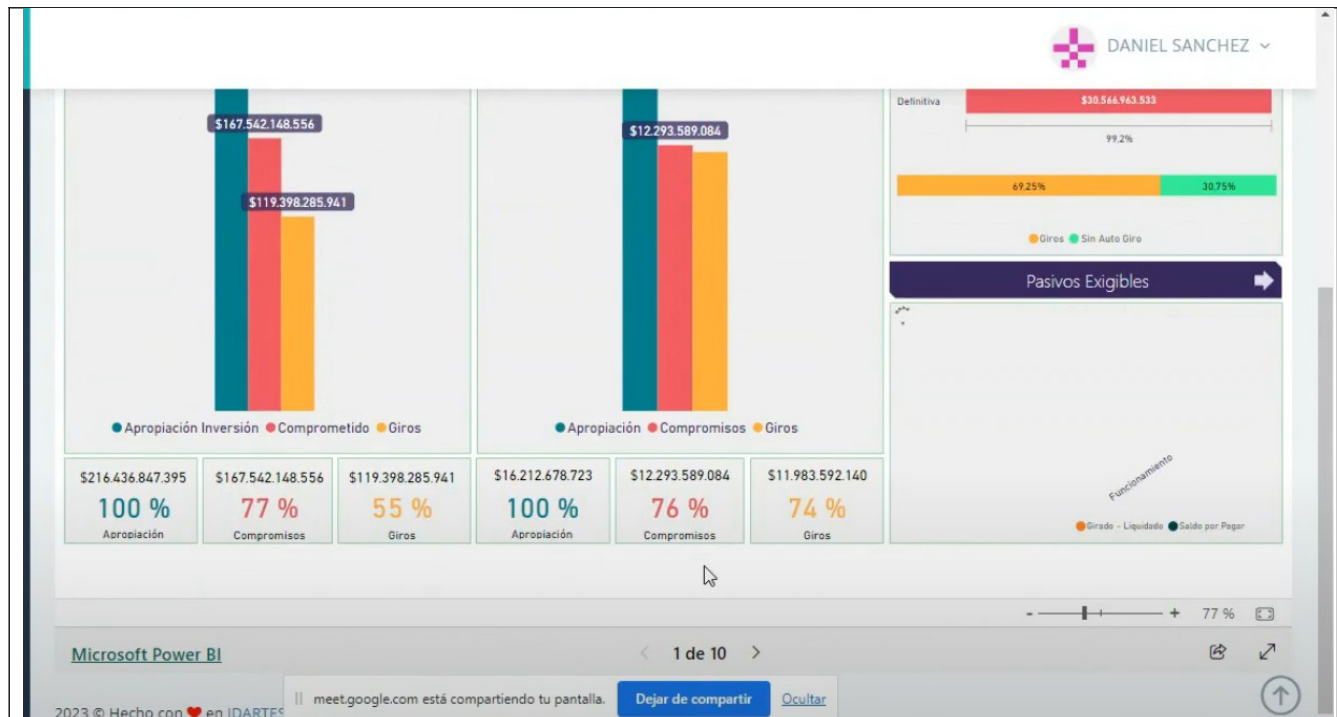 DANIEL SANCHEZ
$167.542.148.556
$119.398.285.941
Apropiación Inversión Comprometido Giros
$12.293.589.084
Apropiación Compromisos Giros
Definitiva $30.566.963.533
99,2%
69,25% 30,75%
Giros Sin Auto Giro
Pasivos Exigibles
Funcionamiento
Girado - Liquidado Saldo por Pagar
$216.436.847.395 $167.542.148.556 $119.398.285.941 $16.212.678.723 $12.293.589.084 $11.983.592.140
100 % 77 % 55 % 100 % 76 % 74 %
Apropiación Compromisos Giros Apropiación Compromisos Giros
- + 77 %
Microsoft Power BI 1 de 10
meet.google.com está compartiendo tu pantalla. Dejar de compartir Ocultar
2023 © Hecho con ❤ en IDARTES